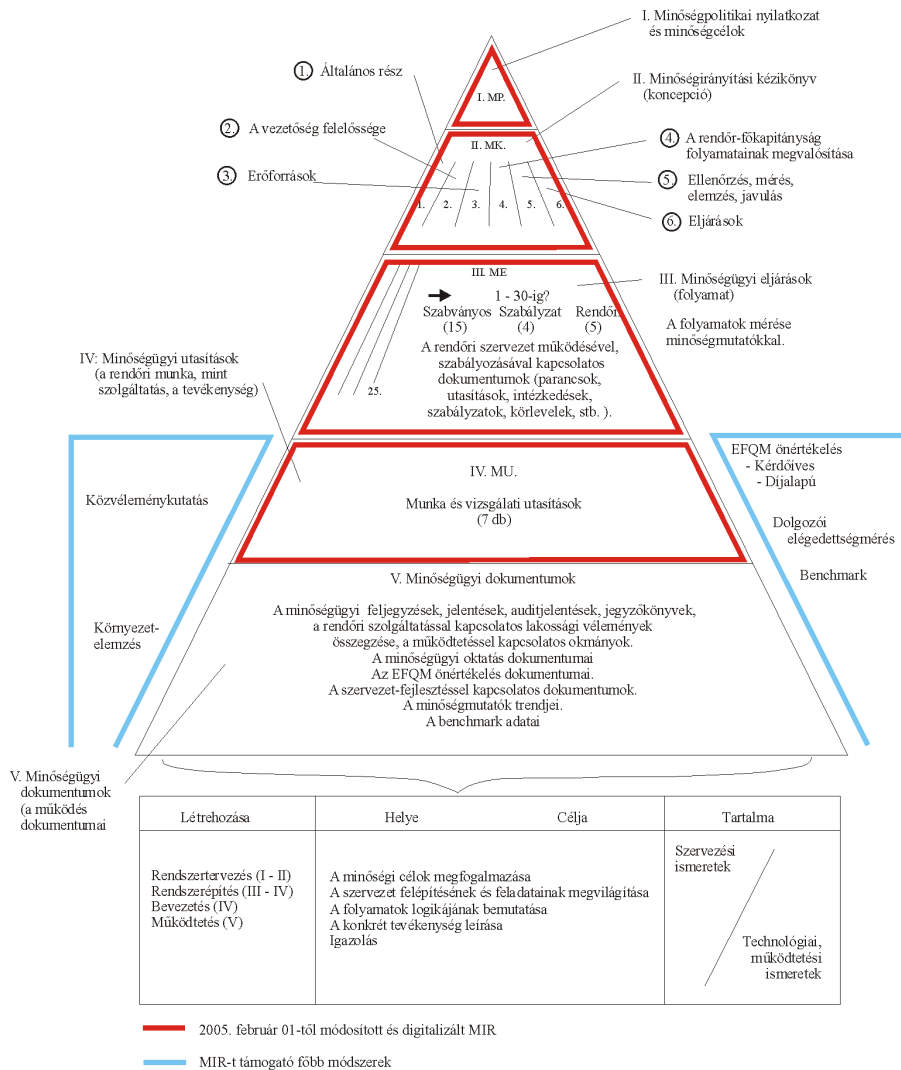 I. Minőségpolitikai nyilatkozat
és minőségcélok
1. Általános rész
II. Minőségirányítási kézikönyv
(koncepció)
I. MP.
2. A vezetőség felelőssége
II. MK.
4. A rendőr-főkapitányság
folyamatainak megvalósítása
3. Erőforrások
5. Ellenőrzés, mérés,
elemzés, javulás
1. 2. 3. 4. 5. 6.
6. Eljárások
III. ME
III. Minőségügyi eljárások
(folyamat)
1 - 30-ig?
Szabványos Szabályzat Rendőri
(15) (4) (5)
A folyamatok mérése
minőségmutatókkal.
A rendőri szervezet működésével,
szabályozásával kapcsolatos
dokumentumok (parancsok,
utasítások, intézkedések,
szabályzatok, körlevelek, stb. ).
25.
IV: Minőségügyi utasítások
(a rendőri munka, mint
szolgáltatás, a tevékenység)
EFQM önértékelés
- Kérdőíves
- Díjalapú
IV. MU.
Közvéleménykutatás
Munka és vizsgálati utasítások
(7 db)
Dolgozói
elégedettségmérés
Benchmark
V. Minőségügyi dokumentumok
A minőségügyi feljegyzések, jelentések, auditjelentések, jegyzőkönyvek,
a rendőri szolgáltatással kapcsolatos lakossági vélemények
összegzése, a működtetéssel kapcsolatos okmányok.
A minőségügyi oktatás dokumentumai
Az EFQM önértékelés dokumentumai.
A szervezet-fejlesztéssel kapcsolatos dokumentumok.
A minőségmutatók trendjei.
A benchmark adatai
Környezet-
elemzés
V. Minőségügyi
dokumentumok
(a működés
dokumentumai
Létrehozása Helye Célja Tartalma
Rendszertervezés (I - II)
Rendszerépítés (III - IV)
Bevezetés (IV)
Működtetés (V)
A minőségi célok megfogalmazása
A szervezet felépítésének és feladatainak megvilágítása
A folyamatok logikájának bemutatása
A konkrét tevékenység leírása
Igazolás
Szervezési
ismeretek
Technológiai,
működtetési
ismeretek
2005. február 01-től módosított és digitalizált MIR
MIR-t támogató főbb módszerek